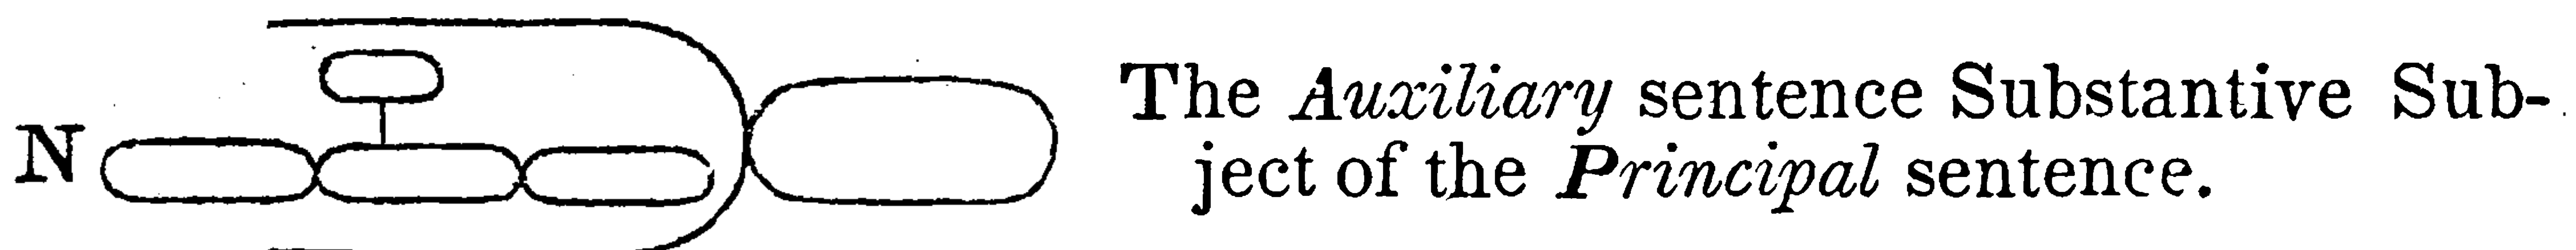 N
The Auxiliary sentence Substantive Sub-
ject of the Principal sentence.